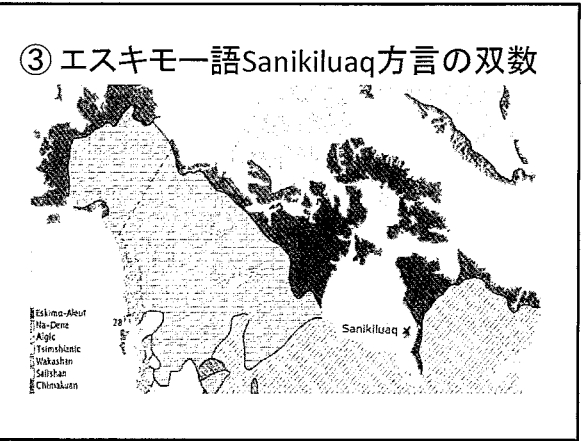 ③ エスキモー語Sanikiluaq方言の双数
Eskimo-Aleut
Na-Dene
Algic
Tsimshianic
Wakashan
Salishan
Chimakuan
28
Sanikiluaq